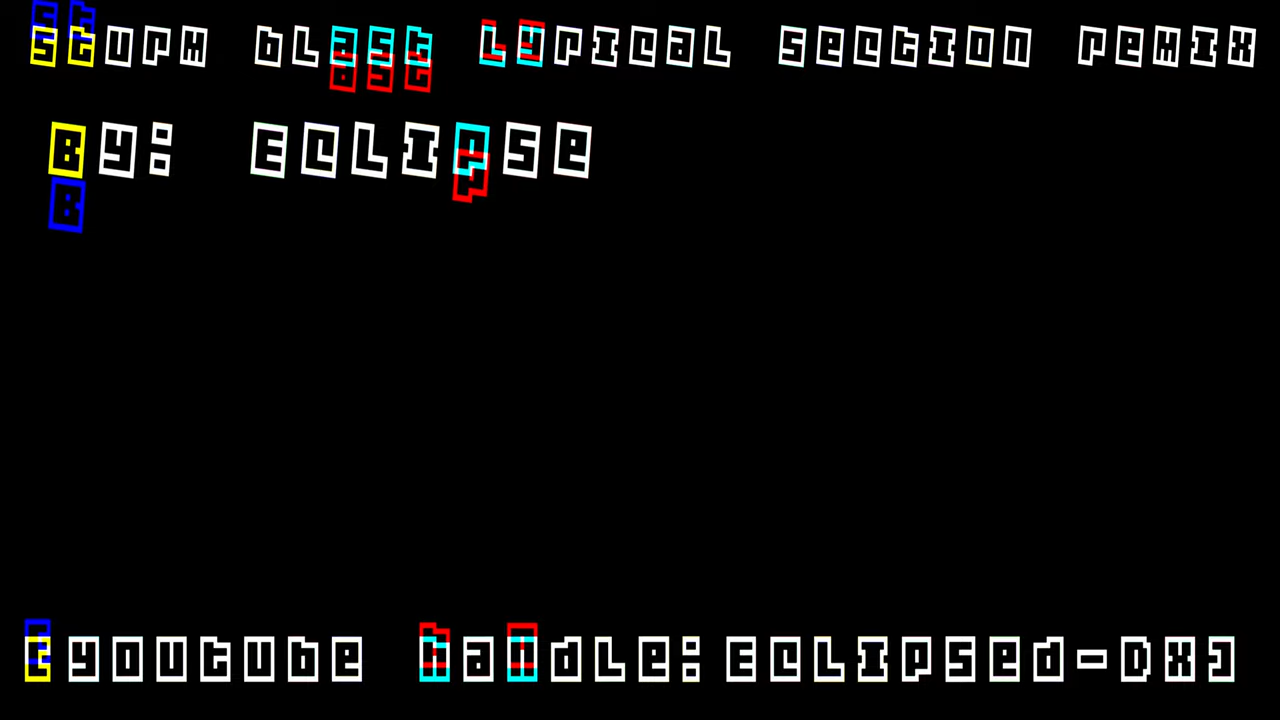 Storm bLast Lyrical section remix
By: EcLIpse
[youtube handLe: EcLIpsed-DX]